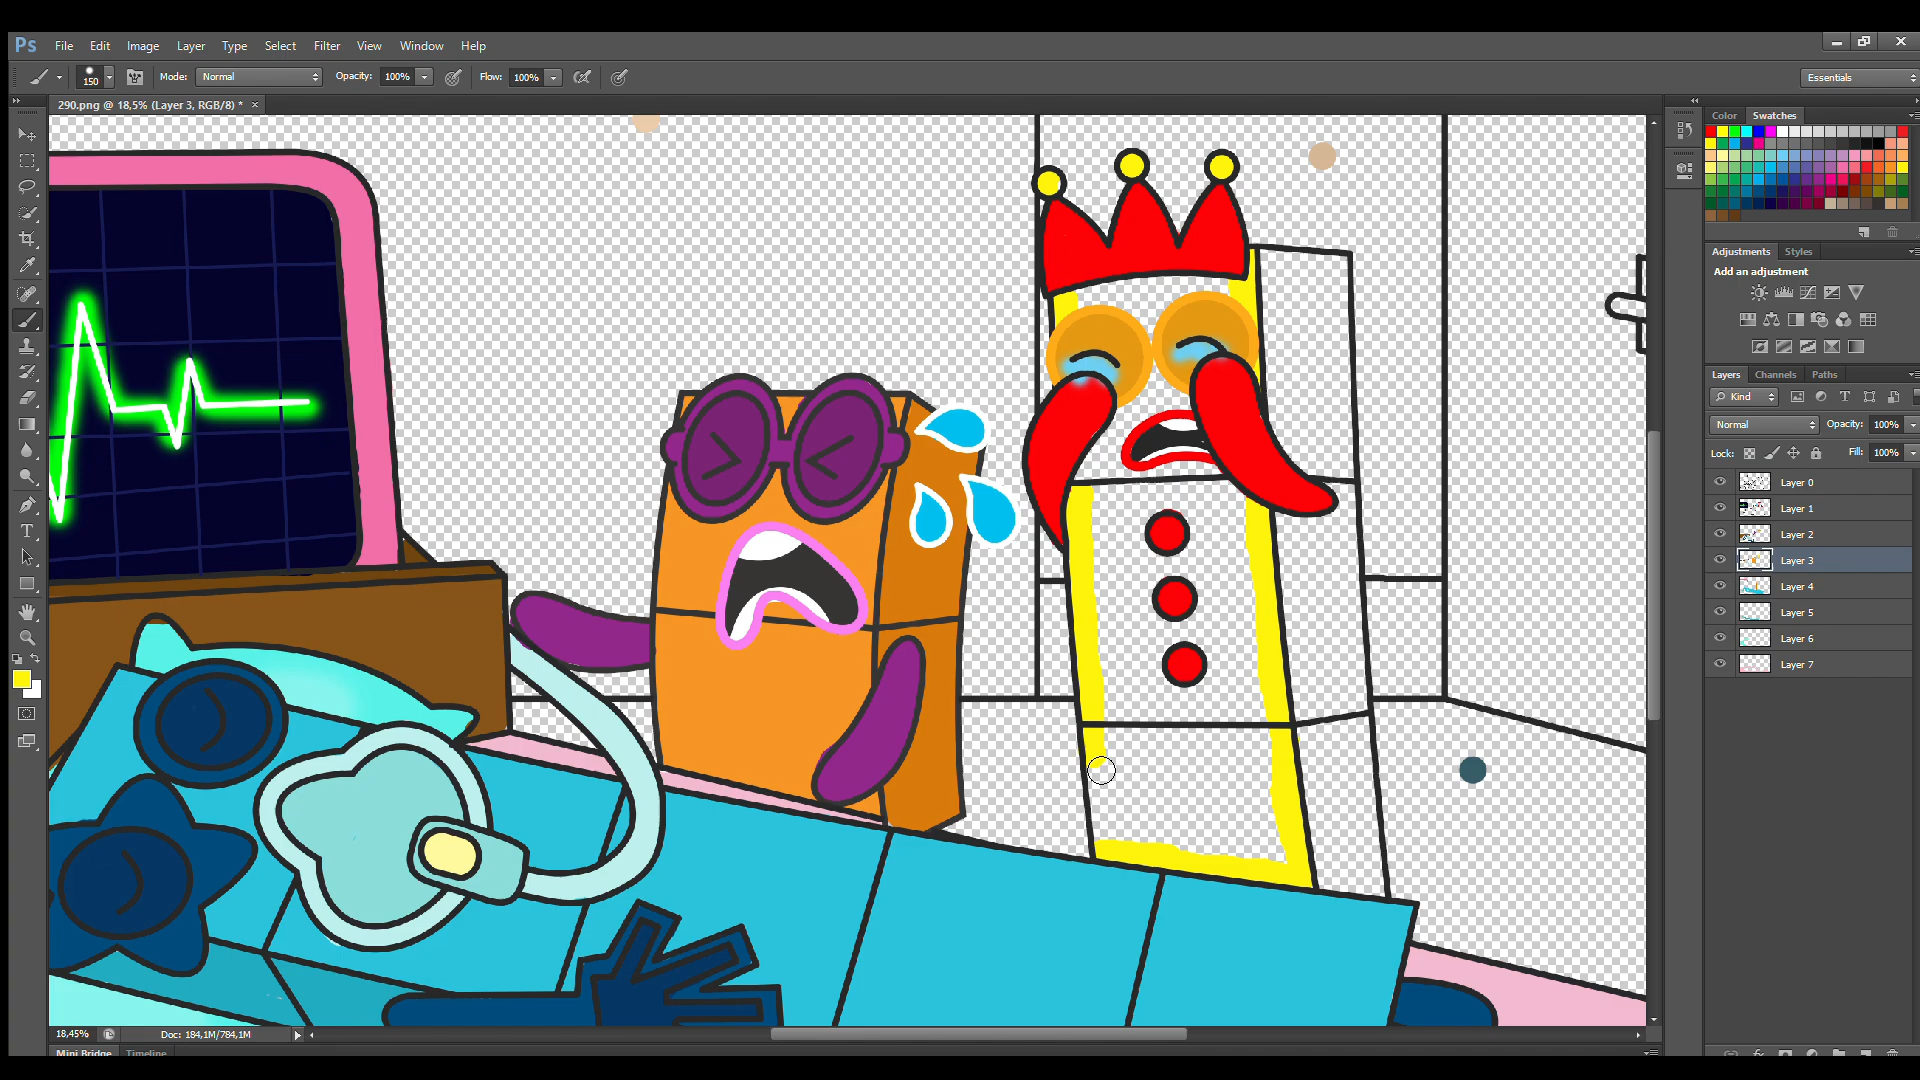 Ps File Edit Image Layer Type Select Filter View Window Help
150 Mode: Normal Opacity: 100% Flow: 100% Essentials
290.png @ 18,5% (Layer 3, RGB/8) * ×
Color Swatches
Adjustments Styles
Add an adjustment
Layers Channels Paths
Kind T
Normal Opacity: 100%
Lock: Fill: 100%
Layer 0
Layer 1
Layer 2
Layer 3
Layer 4
Layer 5
Layer 6
Layer 7
T
18,45% Doc: 184,1M/784,1M
Mini Bridge Timeline